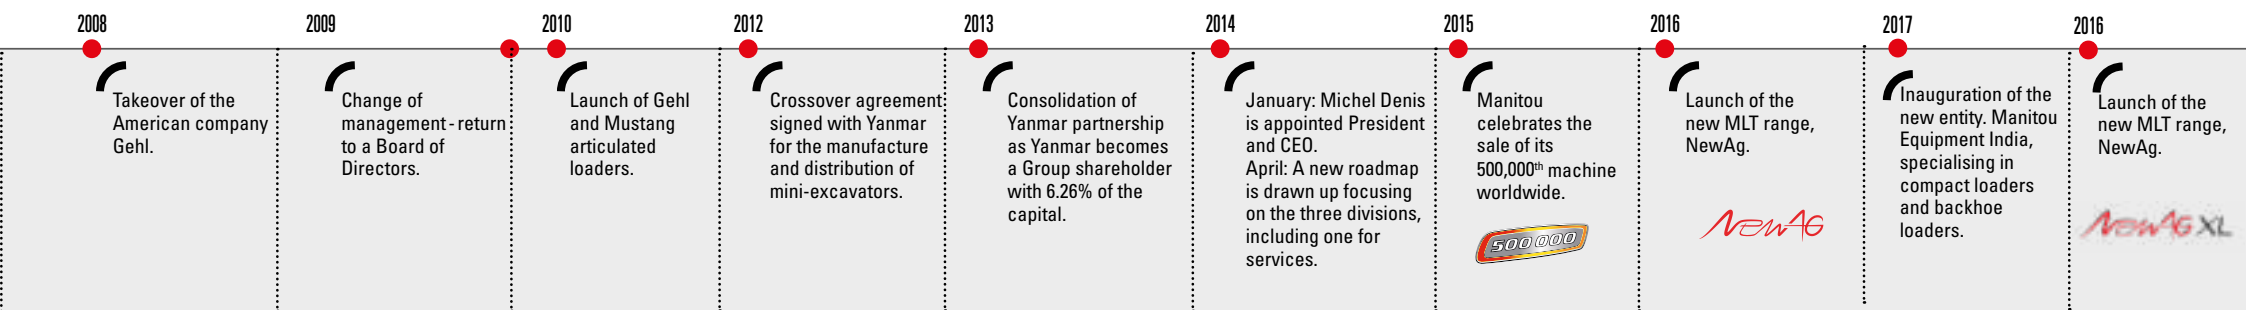 2008
Takeover of the
American company
Gehl.
2009
Change of
management - return
to a Board of
Directors.
2010
Launch of Gehl
and Mustang
articulated
loaders.
2012
Crossover agreement
signed with Yanmar
for the manufacture
and distribution of
mini-excavators.
2013
Consolidation of
Yanmar partnership
as Yanmar becomes
a Group shareholder
with 6.26% of the
capital.
2014
January: Michel Denis
is appointed President
and CEO.
April: A new roadmap
is drawn up focusing
on the three divisions,
including one for
services.
2015
Manitou
celebrates the
sale of its
500,000th machine
worldwide.
500 000
2016
Launch of the
new MLT range,
NewAg.
NEWAG
2017
Inauguration of the
new entity. Manitou
Equipment India,
specialising in
compact loaders
and backhoe
loaders.
2016
Launch of the
new MLT range,
NewAg.
NEWAG XL